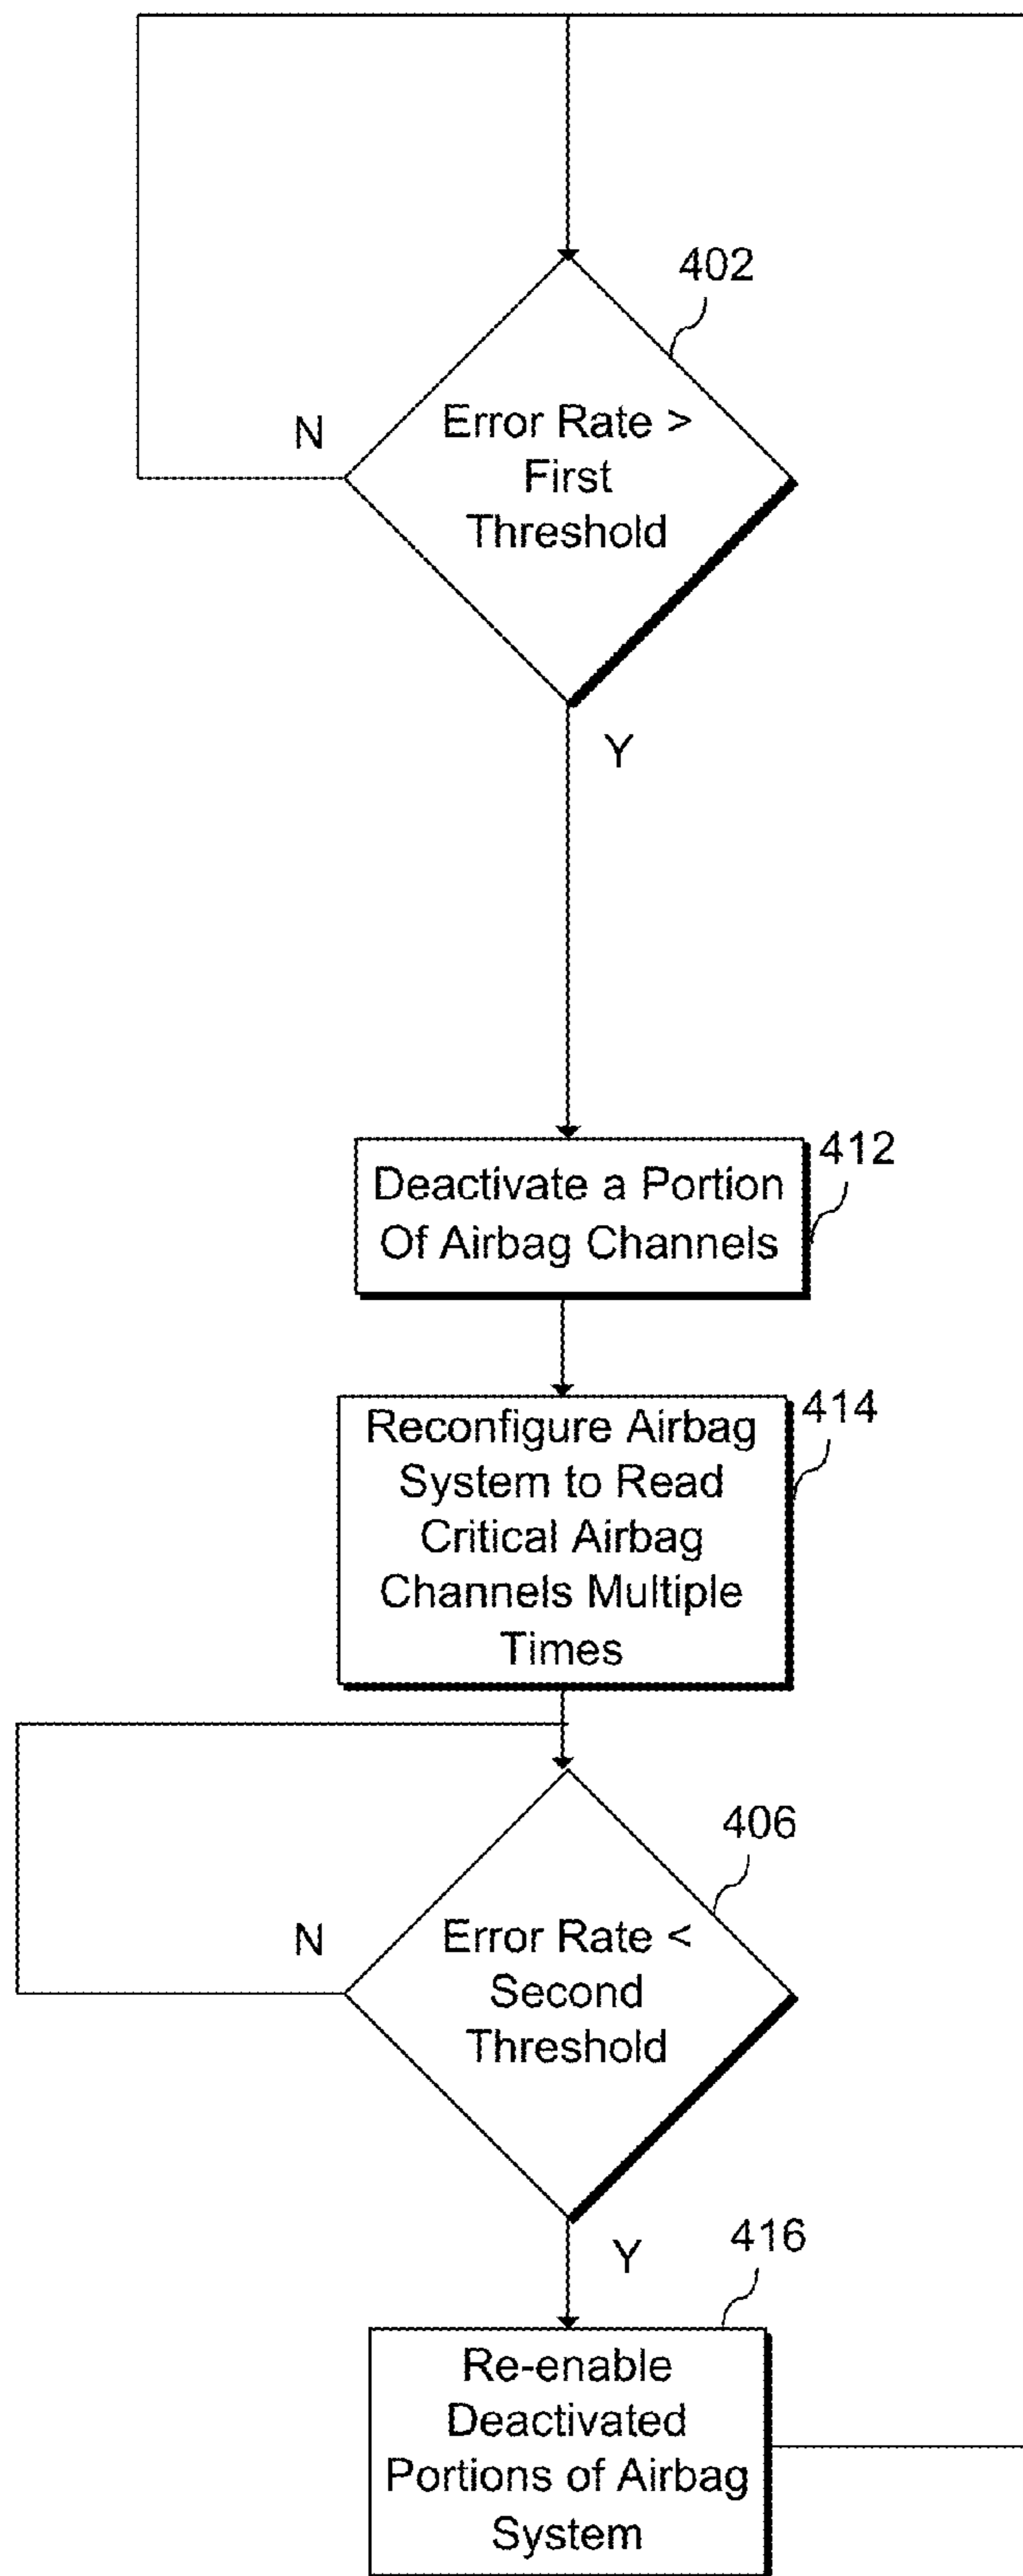 402
Error Rate >
First
Threshold
N
Y
412
Deactivate a Portion
Of Airbag Channels
414
Reconfigure Airbag
System to Read
Critical Airbag
Channels Multiple
Times
406
Error Rate <
Second
Threshold
N
Y
416
Re-enable
Deactivated
Portions of Airbag
System